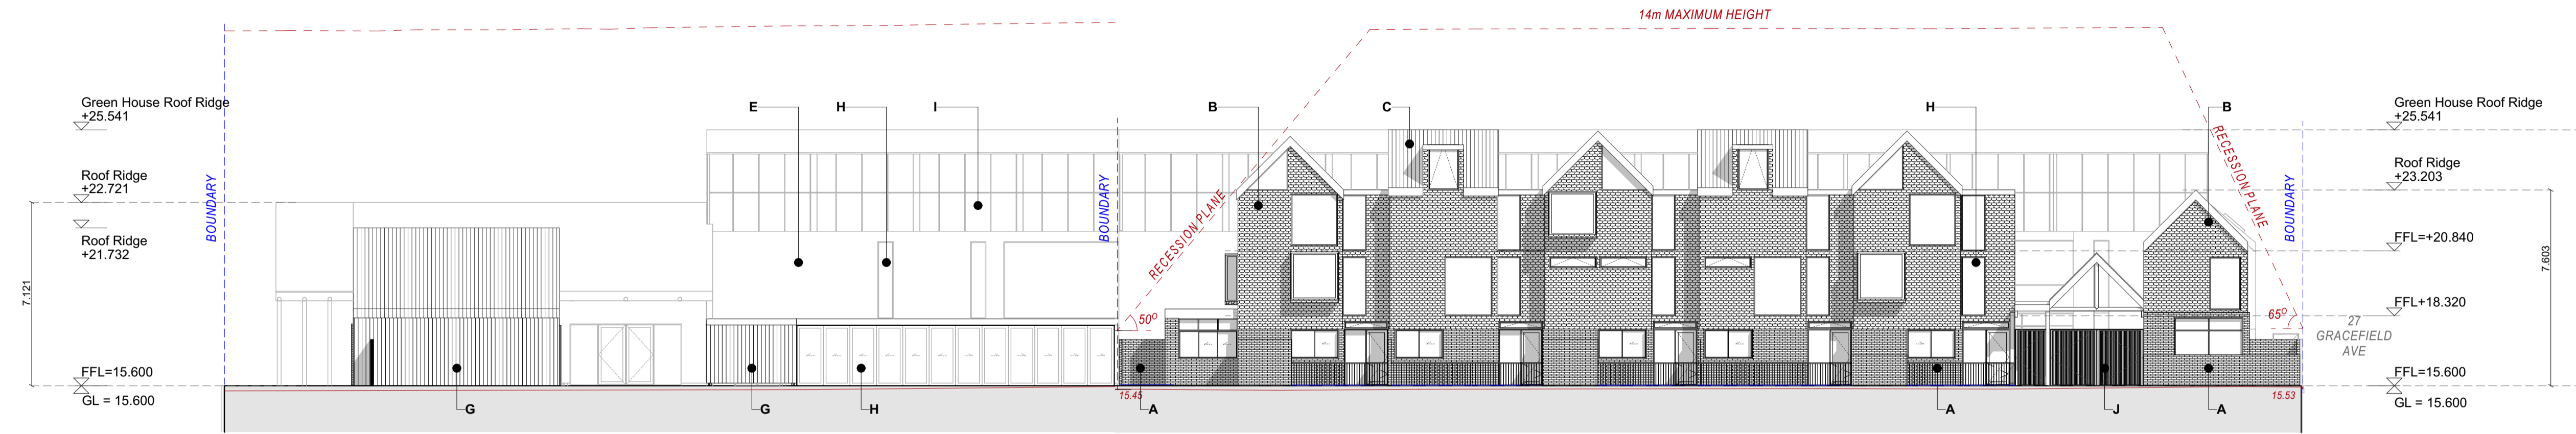 14m MAXIMUM HEIGHT
Green House Roof Ridge
+25.541
Roof Ridge
+22.721
Roof Ridge
+21.732
7.121
FFL=15.600
GL = 15.600
BOUNDARY
E
H
I
BOUNDARY
RECESSION PLANE
50°
B
C
H
B
RECESSION PLANE
65°
BOUNDARY
27
GRACEFIELD
AVE
G
G
H
15.45
A
A
J
A
15.53
Green House Roof Ridge
+25.541
Roof Ridge
+23.203
FFL=+20.840
FFL+18.320
7.603
FFL=15.600
GL = 15.600